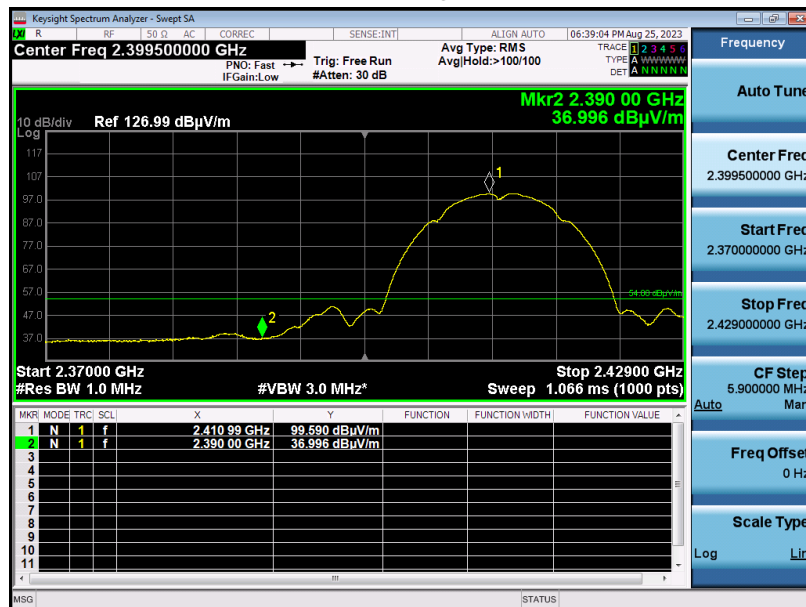 Keysight Spectrum Analyzer - Swept SA
LXI R RF 50 Ω AC CORREC SENSE:INT ALIGN AUTO 06:39:04 PM Aug 25, 2023
Center Freq 2.399500000 GHz
PNO: Fast
IFGain:Low
Trig: Free Run
#Atten: 30 dB
Avg Type: RMS
Avg|Hold:>100/100
TRACE 1 2 3 4 5 6
TYPE A WWWWW
DET A N N N N N
Mkr2 2.390 00 GHz
36.996 dBμV/m
10 dB/div Ref 126.99 dBμV/m
Log
117
107
97.0
87.0
77.0
67.0
57.0
47.0
37.0
1
2
54.00 dBμV/m
Start 2.37000 GHz Stop 2.42900 GHz
#Res BW 1.0 MHz #VBW 3.0 MHz* Sweep 1.066 ms (1000 pts)
MKR MODE TRC SCL X Y FUNCTION FUNCTION WIDTH FUNCTION VALUE
1 N 1 f 2.410 99 GHz 99.590 dBμV/m
2 N 1 f 2.390 00 GHz 36.996 dBμV/m
3
4
5
6
7
8
9
10
11
MSG STATUS
Frequency
Auto Tune
Center Freq
2.399500000 GHz
Start Freq
2.370000000 GHz
Stop Freq
2.429000000 GHz
CF Step
5.900000 MHz
Auto Man
Freq Offset
0 Hz
Scale Type
Log Lin